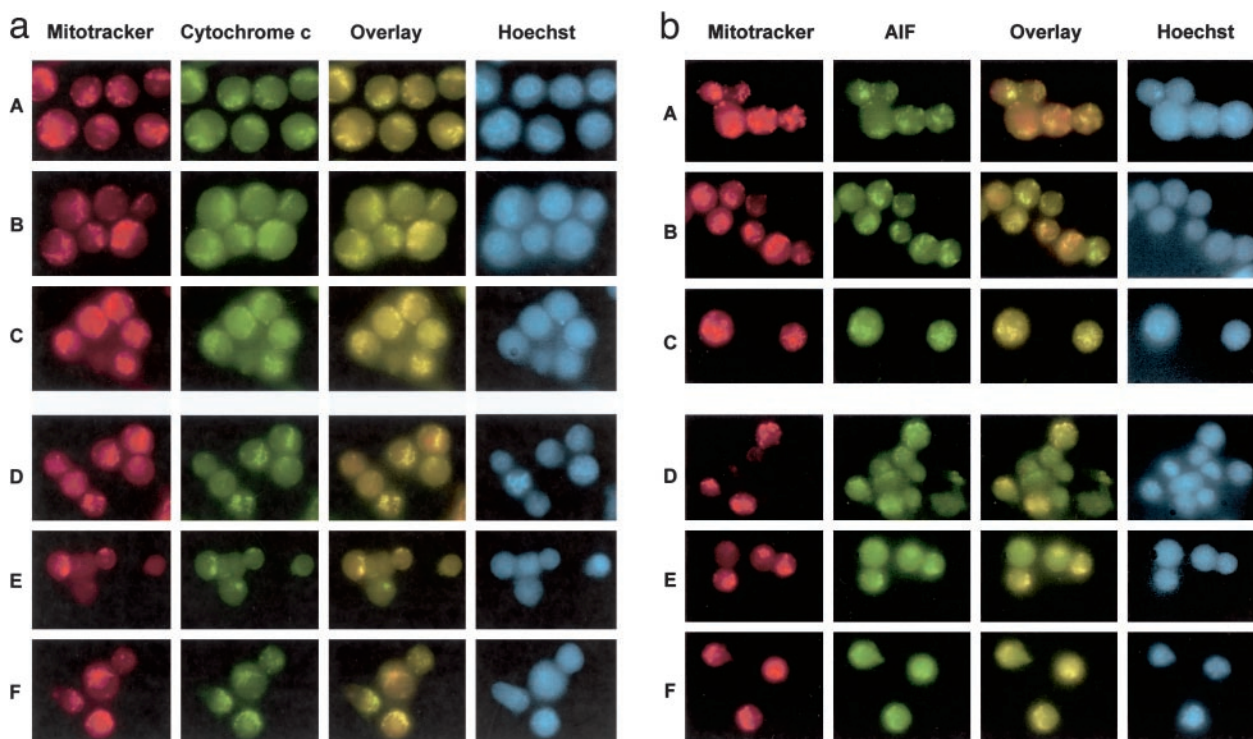 a
Mitotracker Cytochrome c Overlay Hoechst
A
B
C
D
E
F
b
Mitotracker AIF Overlay Hoechst
A
B
C
D
E
F